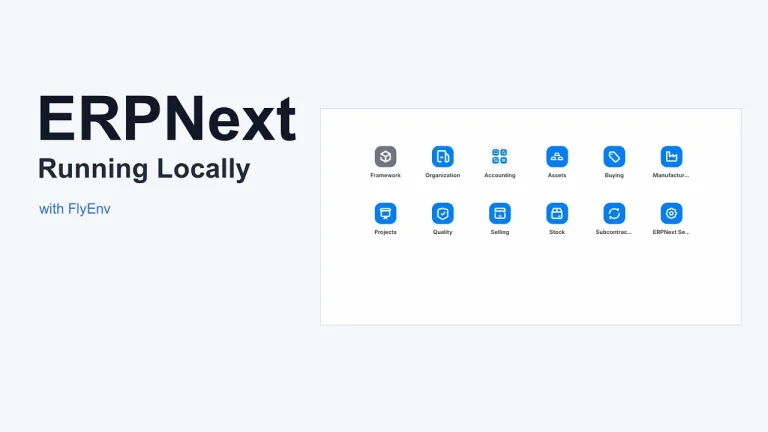 ERPNext
Running Locally
with FlyEnv
Framework Organization Accounting Assets Buying Manufactur...
Projects Quality Selling Stock Subcontrac... ERPNext Se...